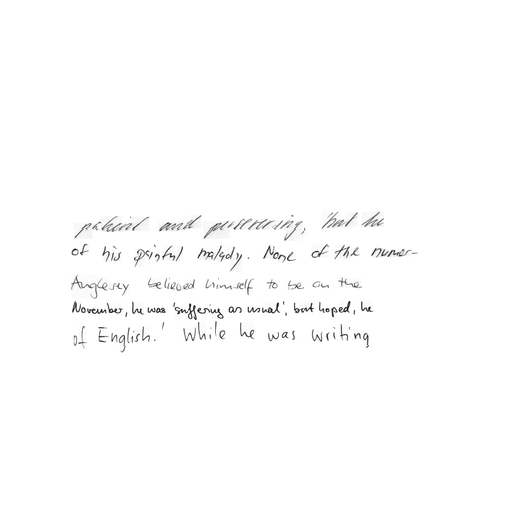 patient and persevering, 'but he
of his painful malady. None of the numer-
Anglesey believed himself to be on the
November, he was 'suffering as usual', but hoped, he
of English.' While he was writing